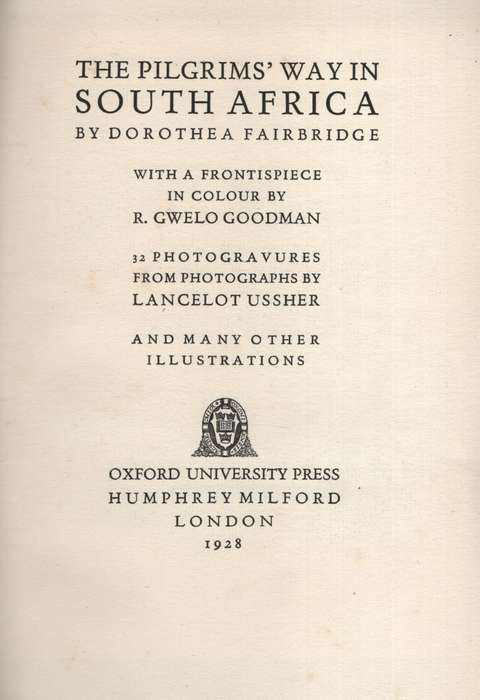 THE PILGRIMS' WAY IN
SOUTH AFRICA
BY DOROTHEA FAIRBRIDGE
WITH A FRONTISPIECE
IN COLOUR BY
R. GWELO GOODMAN
32 PHOTOGRAVURES
FROM PHOTOGRAPHS BY
LANCELOT USSHER
AND MANY OTHER
ILLUSTRATIONS
OXFORD UNIVERSITY PRESS
HUMPHREY MILFORD
LONDON
1928